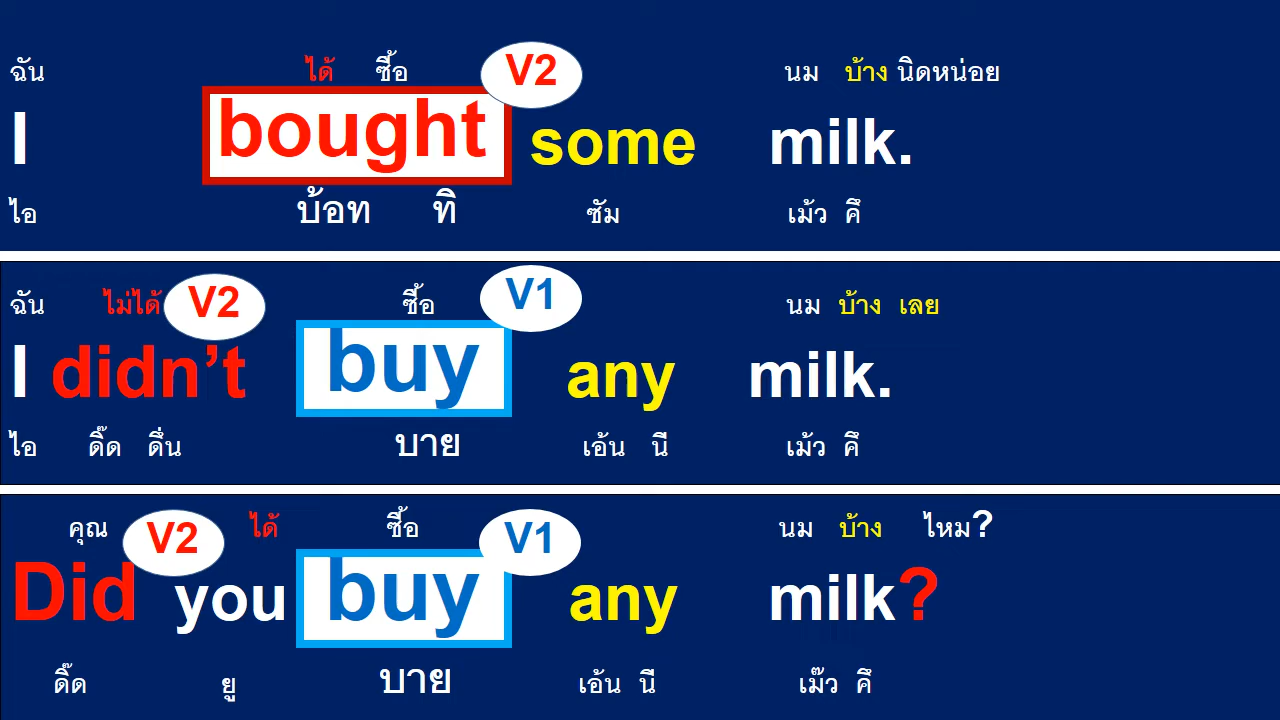 ฉัน ได้ ซื้อ V2 นม บ้าง นิดหน่อย
I bought some milk.
ไอ บ้อท ทิ ซัม เม้ว คึ
ฉัน ไม่ได้ V2 ซื้อ V1 นม บ้าง เลย
I didn’t buy any milk.
ไอ ดิ๊ด ดึ่น บาย เอ้น นี เม้ว คึ
คุณ V2 ได้ ซื้อ V1 นม บ้าง ไหม?
Did you buy any milk?
ดิ๊ด ยู บาย เอ้น นี เม๊ว คึ